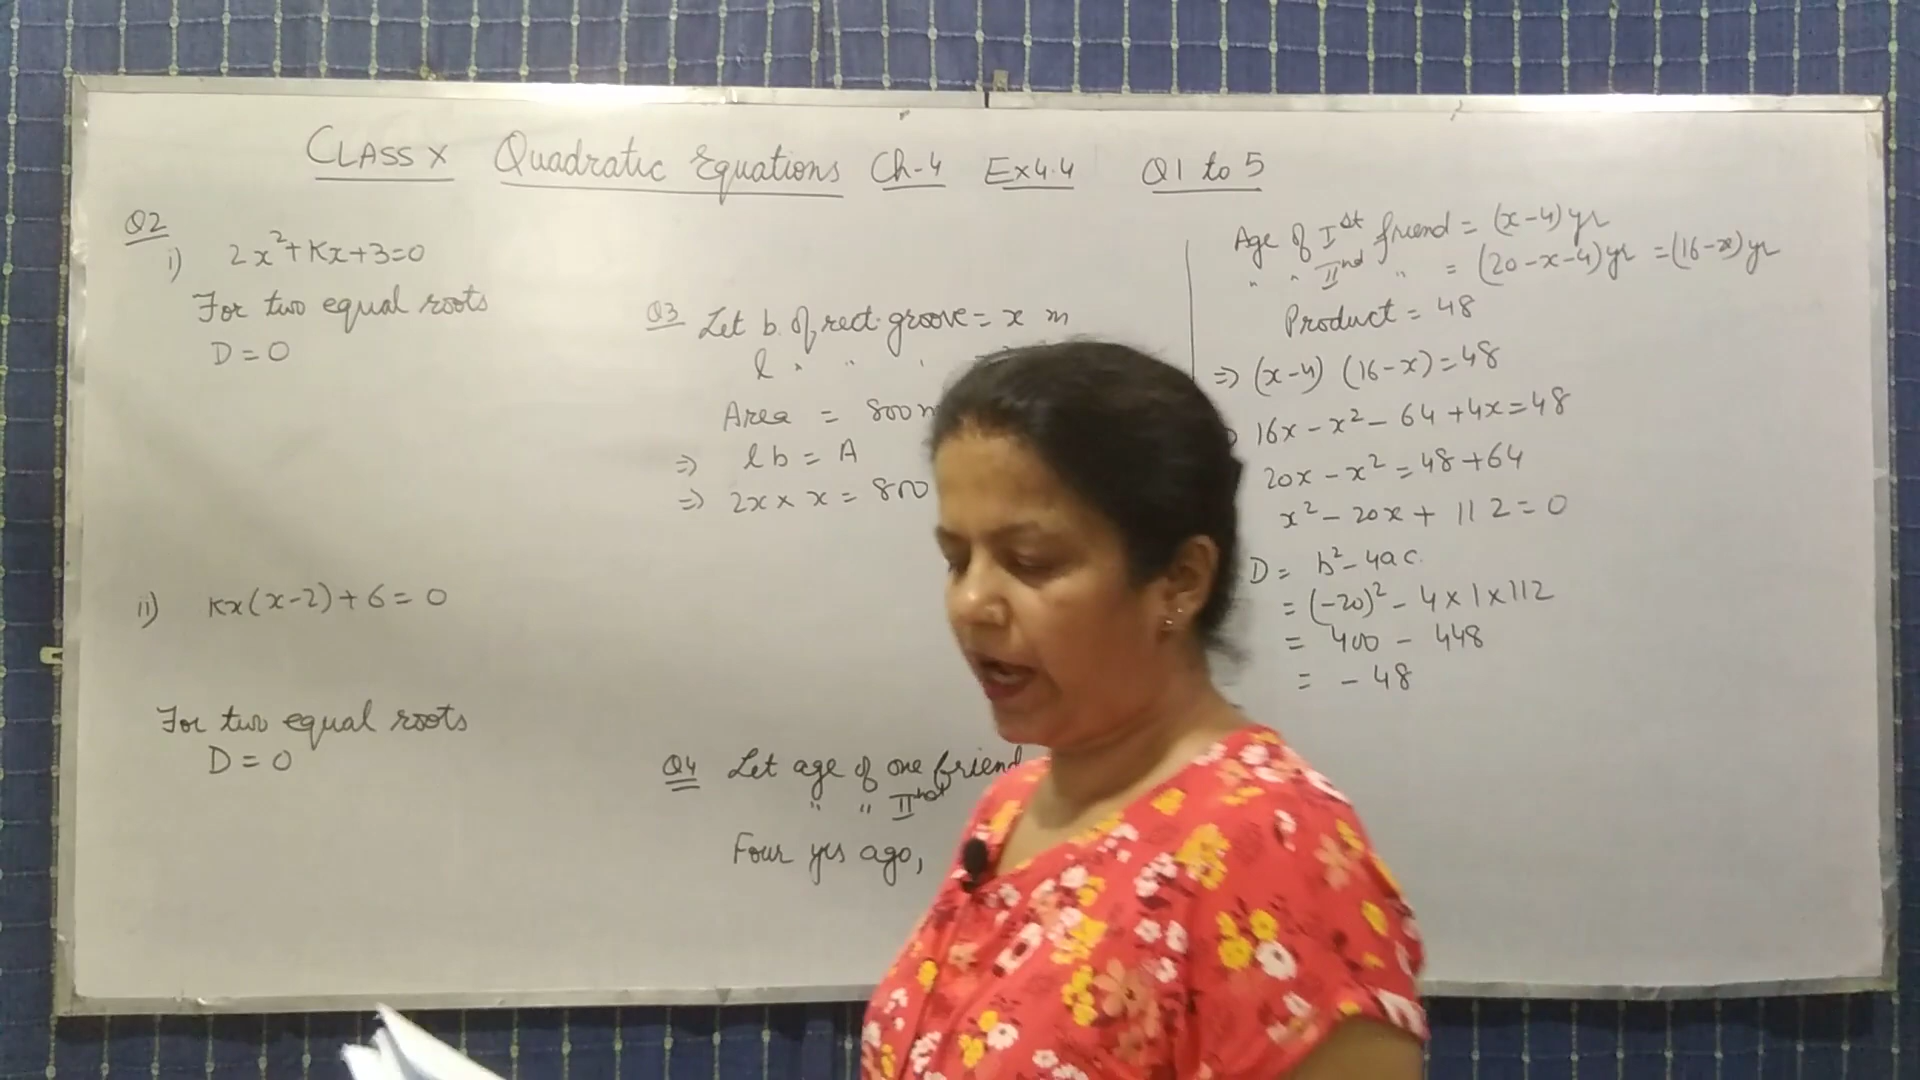 CLASS X Quadratic Equations Ch-4 Ex 4.4 Q1 to 5
Q2
i) 2x²+Kx+3=0
For two equal roots
D=0
ii) Kx(x-2)+6=0
For two equal roots
D=0
Q3 Let b. of rect. groove = x m
l " " "
Area = 800
⇒ lb = A
⇒ 2x × x = 800
Q4 Let age of one friend
" " IInd
Four yrs ago,
Age of Ist friend = (x-4) yr
" " IInd " = (20-x-4) yr = (16-x) yr
Product = 48
⇒ (x-4) (16-x) = 48
16x - x² - 64 + 4x = 48
20x - x² = 48+64
x² - 20x + 112 = 0
D = b² - 4ac.
= (-20)² - 4×1×112
= 400 - 448
= -48